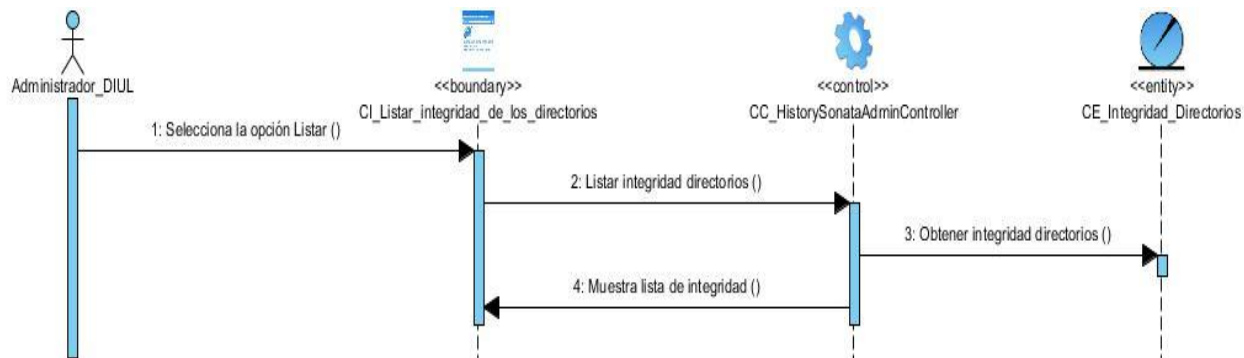 Administrador_DIUL
<<boundary>>
CI_Listar_integridad_de_los_directorios
<<control>>
CC_HistorySonataAdminController
<<entity>>
CE_Integridad_Directorios
1: Selecciona la opción Listar ()
2: Listar integridad directorios ()
3: Obtener integridad directorios ()
4: Muestra lista de integridad ()